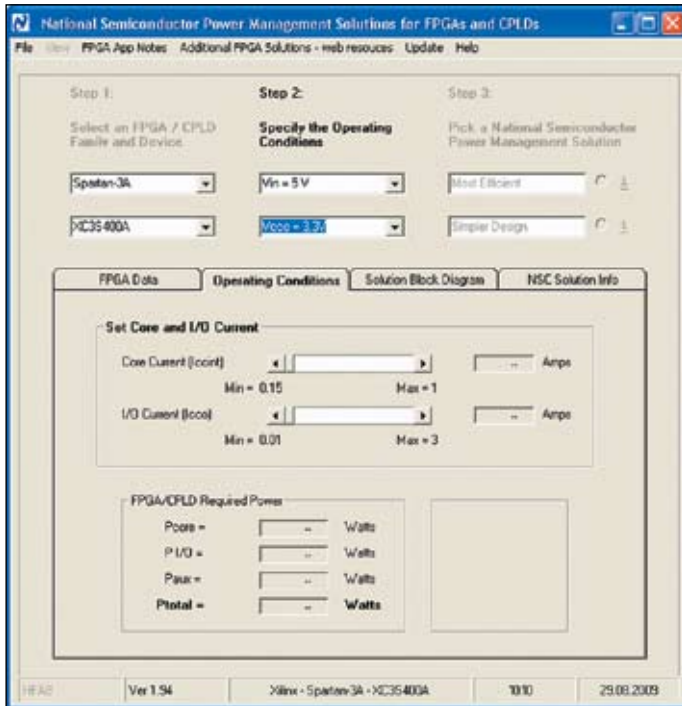 National Semiconductor Power Management Solutions for FPGAs and CPLDs
File View FPGA App Notes Additional FPGA Solutions - web resouces Update Help
Step 1: Step 2: Step 3:
Select an FPGA / CPLD Specify the Operating Pick a National Semiconductor
Family and Device Conditions Power Management Solution
Spartan-3A Vin = 5 V Most Efficient 1
XC3S400A Vcco = 3.3V Simpler Design 1
FPGA Data Operating Conditions Solution Block Diagram NSC Solution Info
Set Core and I/O Current
Core Current (Iccint) -- Amps
Min = 0.15 Max = 1
I/O Current (Icco) -- Amps
Min = 0.01 Max = 3
FPGA/CPLD Required Power
Pcore = -- Watts
P I/O = -- Watts
Paux = -- Watts
Ptotal = -- Watts
Ver 1.94 Xilinx - Spartan-3A - XC3S400A 10:10 29.08.2009